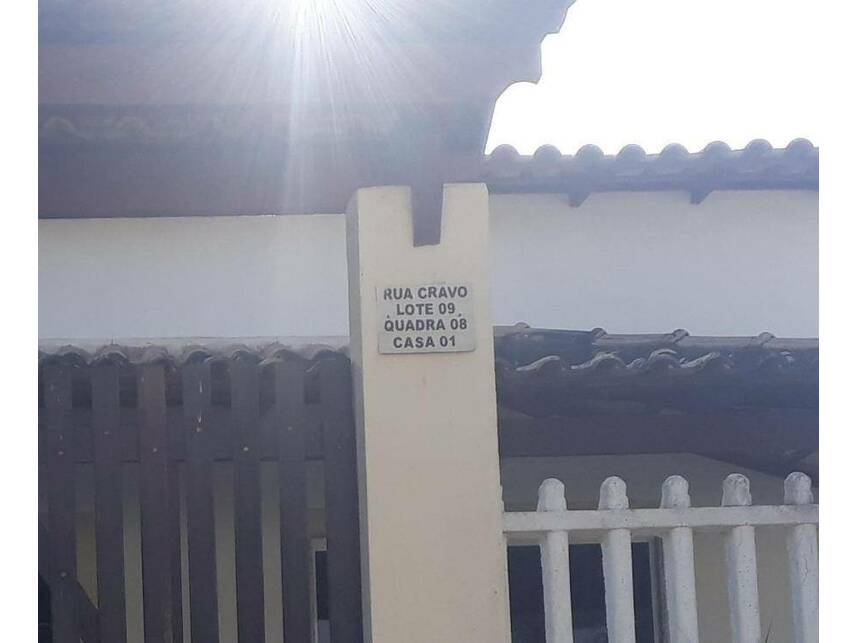 RUA CRAVO
LOTE 09
QUADRA 08
CASA 01